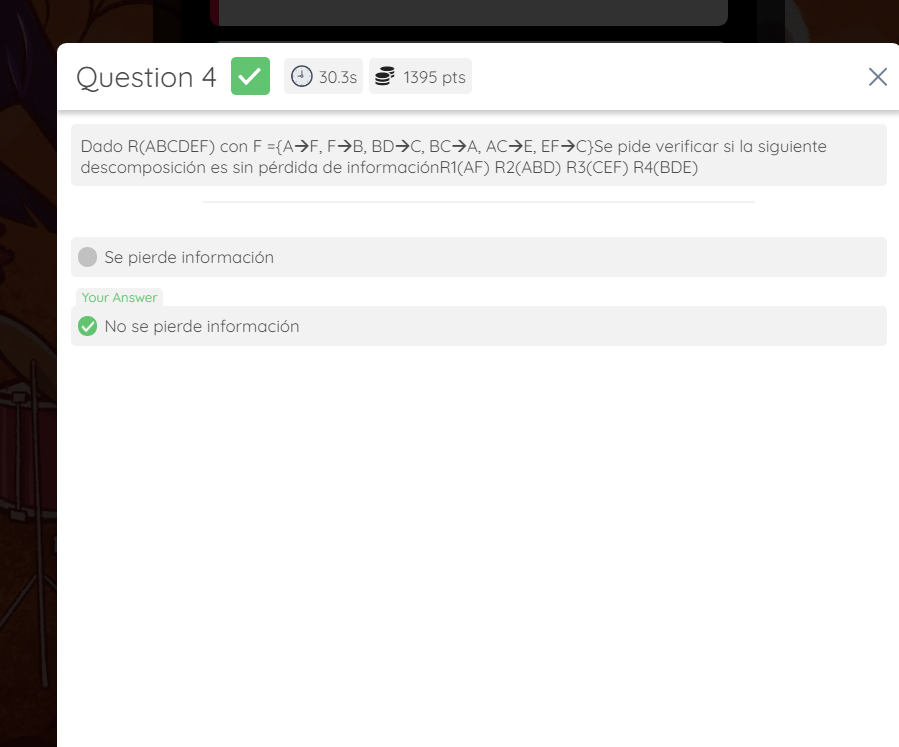 Question 4
30.3s
1395 pts
Dado R(ABCDEF) con F ={A→F, F→B, BD→C, BC→A, AC→E, EF→C}Se pide verificar si la siguiente
descomposición es sin pérdida de informaciónR1(AF) R2(ABD) R3(CEF) R4(BDE)
Se pierde información
Your Answer
No se pierde información